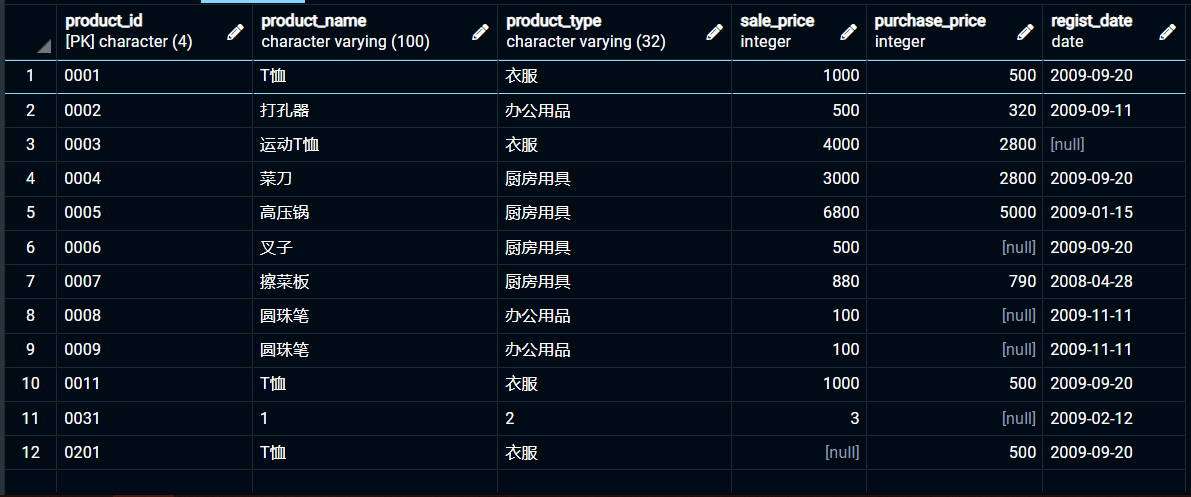 product_id product_name product_type sale_price purchase_price regist_date
[PK] character (4) character varying (100) character varying (32) integer integer date
1 0001 T恤 衣服 1000 500 2009-09-20
2 0002 打孔器 办公用品 500 320 2009-09-11
3 0003 运动T恤 衣服 4000 2800 [null]
4 0004 菜刀 厨房用具 3000 2800 2009-09-20
5 0005 高压锅 厨房用具 6800 5000 2009-01-15
6 0006 叉子 厨房用具 500 [null] 2009-09-20
7 0007 擦菜板 厨房用具 880 790 2008-04-28
8 0008 圆珠笔 办公用品 100 [null] 2009-11-11
9 0009 圆珠笔 办公用品 100 [null] 2009-11-11
10 0011 T恤 衣服 1000 500 2009-09-20
11 0031 1 2 3 [null] 2009-02-12
12 0201 T恤 衣服 [null] 500 2009-09-20